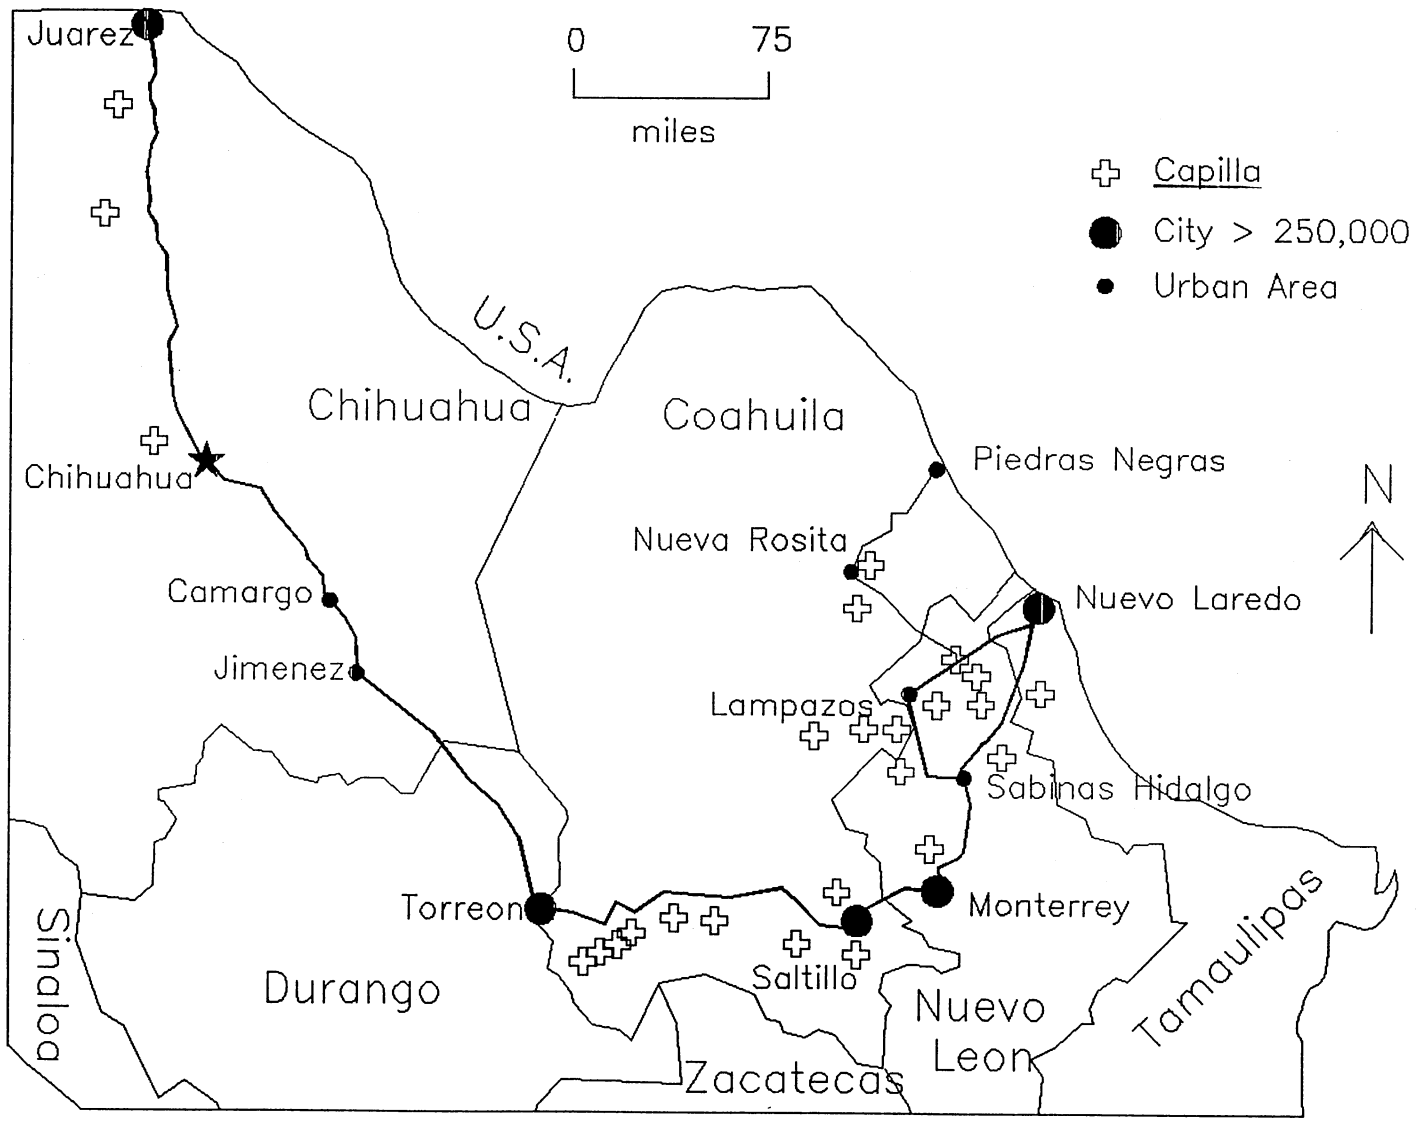 Juarez
0 75
miles
Capilla
City > 250,000
Urban Area
U.S.A.
Chihuahua
Coahuila
Piedras Negras
Chihuahua
N
Nueva Rosita
Camargo
Nuevo Laredo
Jimenez
Lampazos
Sabinas Hidalgo
Torreon
Monterrey
Tamaulipas
Sinaloa
Durango
Saltillo
Nuevo
Leon
Zacatecas